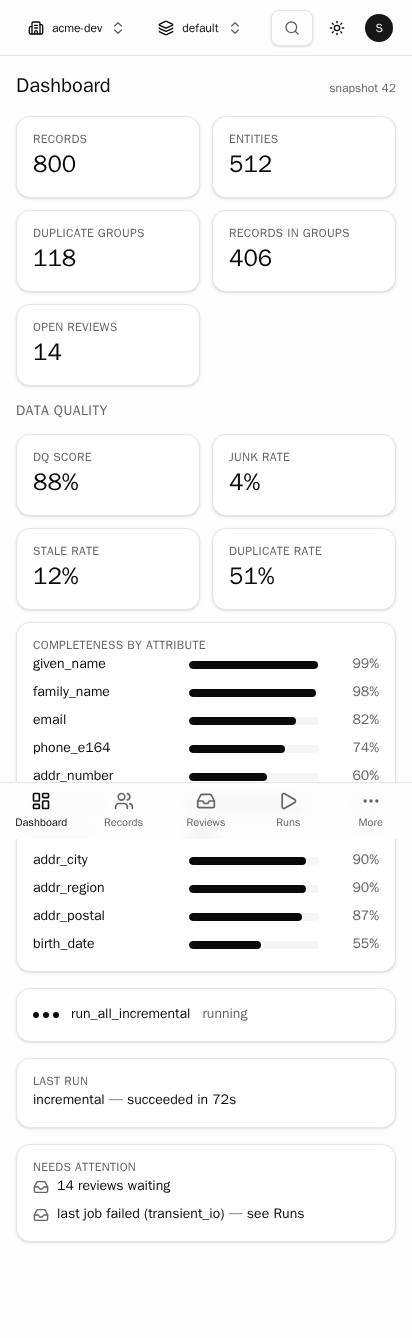 acme-dev default S
Dashboard snapshot 42
RECORDS ENTITIES
800 512
DUPLICATE GROUPS RECORDS IN GROUPS
118 406
OPEN REVIEWS
14
DATA QUALITY
DQ SCORE JUNK RATE
88% 4%
STALE RATE DUPLICATE RATE
12% 51%
COMPLETENESS BY ATTRIBUTE
given_name 99%
family_name 98%
email 82%
phone_e164 74%
addr_number 60%
Dashboard Records Reviews Runs More
addr_city 90%
addr_region 90%
addr_postal 87%
birth_date 55%
run_all_incremental running
LAST RUN
incremental — succeeded in 72s
NEEDS ATTENTION
14 reviews waiting
last job failed (transient_io) — see Runs